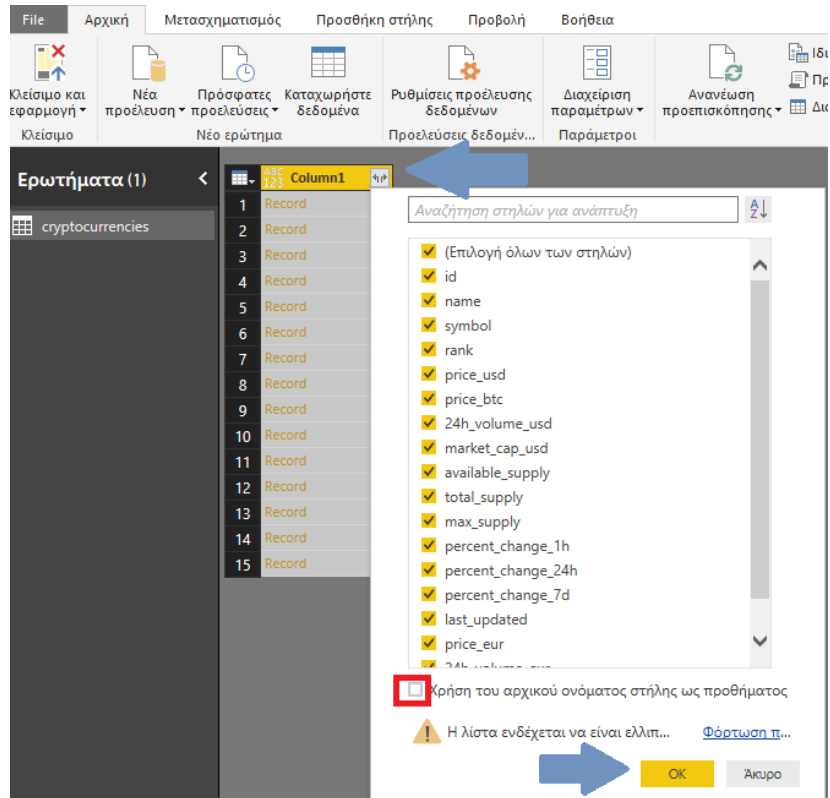 File Αρχική Μετασχηματισμός Προσθήκη στήλης Προβολή Βοήθεια
Κλείσιμο και εφαρμογή
Νέα προέλευση
Πρόσφατες προελεύσεις
Καταχωρήστε δεδομένα
Ρυθμίσεις προέλευσης δεδομένων
Διαχείριση παραμέτρων
Ανανέωση προεπισκόπησης
Κλείσιμο Νέο ερώτημα Προελεύσεις δεδομέν... Παράμετροι
Ερωτήματα (1)
cryptocurrencies
ABC 123 Column1
1 Record
2 Record
3 Record
4 Record
5 Record
6 Record
7 Record
8 Record
9 Record
10 Record
11 Record
12 Record
13 Record
14 Record
15 Record
Αναζήτηση στηλών για ανάπτυξη
(Επιλογή όλων των στηλών)
id
name
symbol
rank
price_usd
price_btc
24h_volume_usd
market_cap_usd
available_supply
total_supply
max_supply
percent_change_1h
percent_change_24h
percent_change_7d
last_updated
price_eur
Χρήση του αρχικού ονόματος στήλης ως προθήματος
Η λίστα ενδέχεται να είναι ελλιπ... Φόρτωση π...
OK Άκυρο